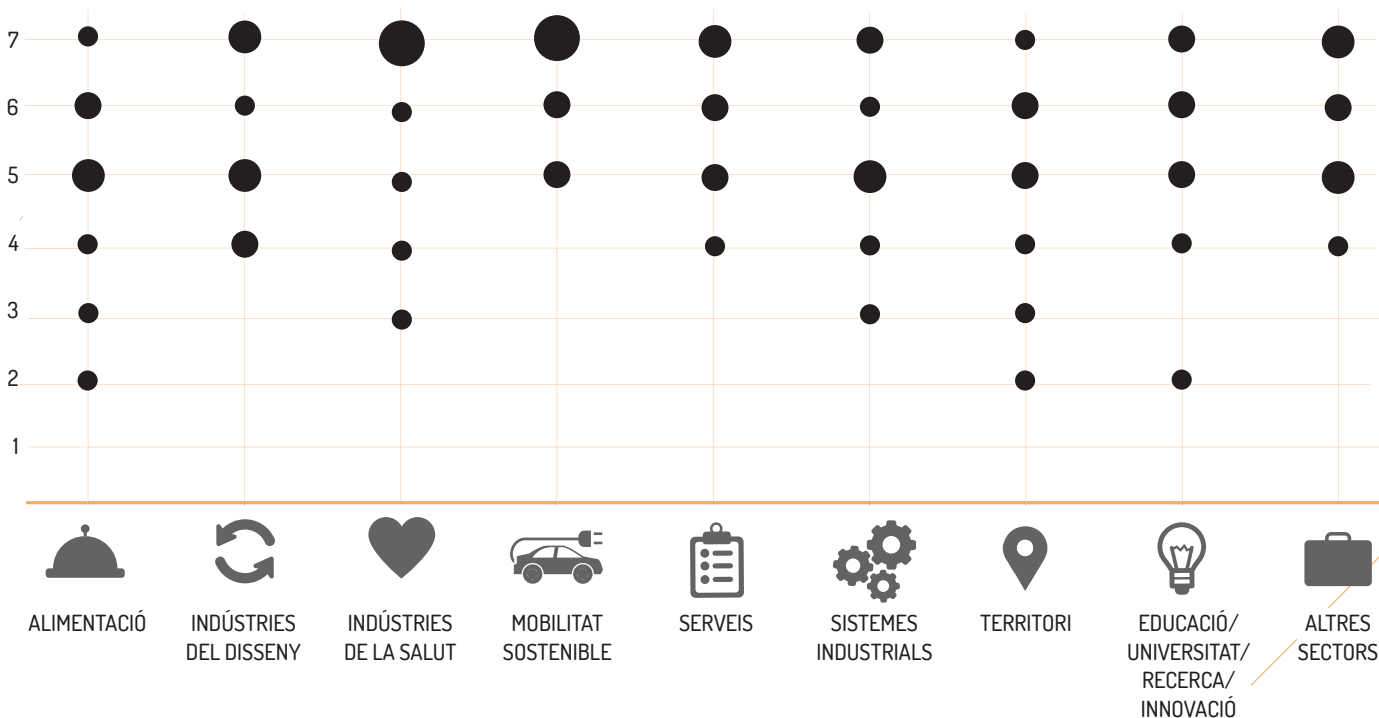 7
6
5
4
3
2
1
ALIMENTACIÓ
INDÚSTRIES
DEL DISSENY
INDÚSTRIES
DE LA SALUT
MOBILITAT
SOSTENIBLE
SERVEIS
SISTEMES
INDUSTRIALS
TERRITORI
EDUCACIÓ/
UNIVERSITAT/
RECERCA/
INNOVACIÓ
ALTRES
SECTORS